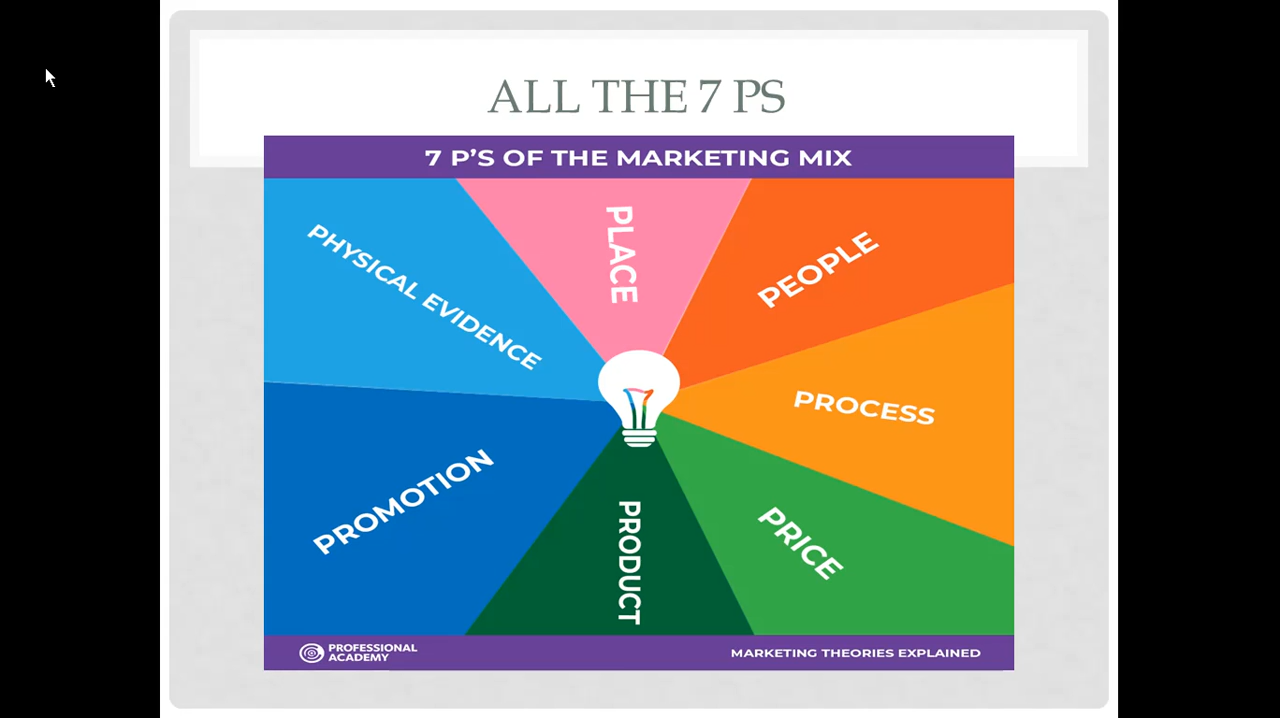 ALL THE 7 PS
7 P'S OF THE MARKETING MIX
PLACE
PEOPLE
PHYSICAL EVIDENCE
PROCESS
PROMOTION
PRICE
PRODUCT
PROFESSIONAL
ACADEMY
MARKETING THEORIES EXPLAINED